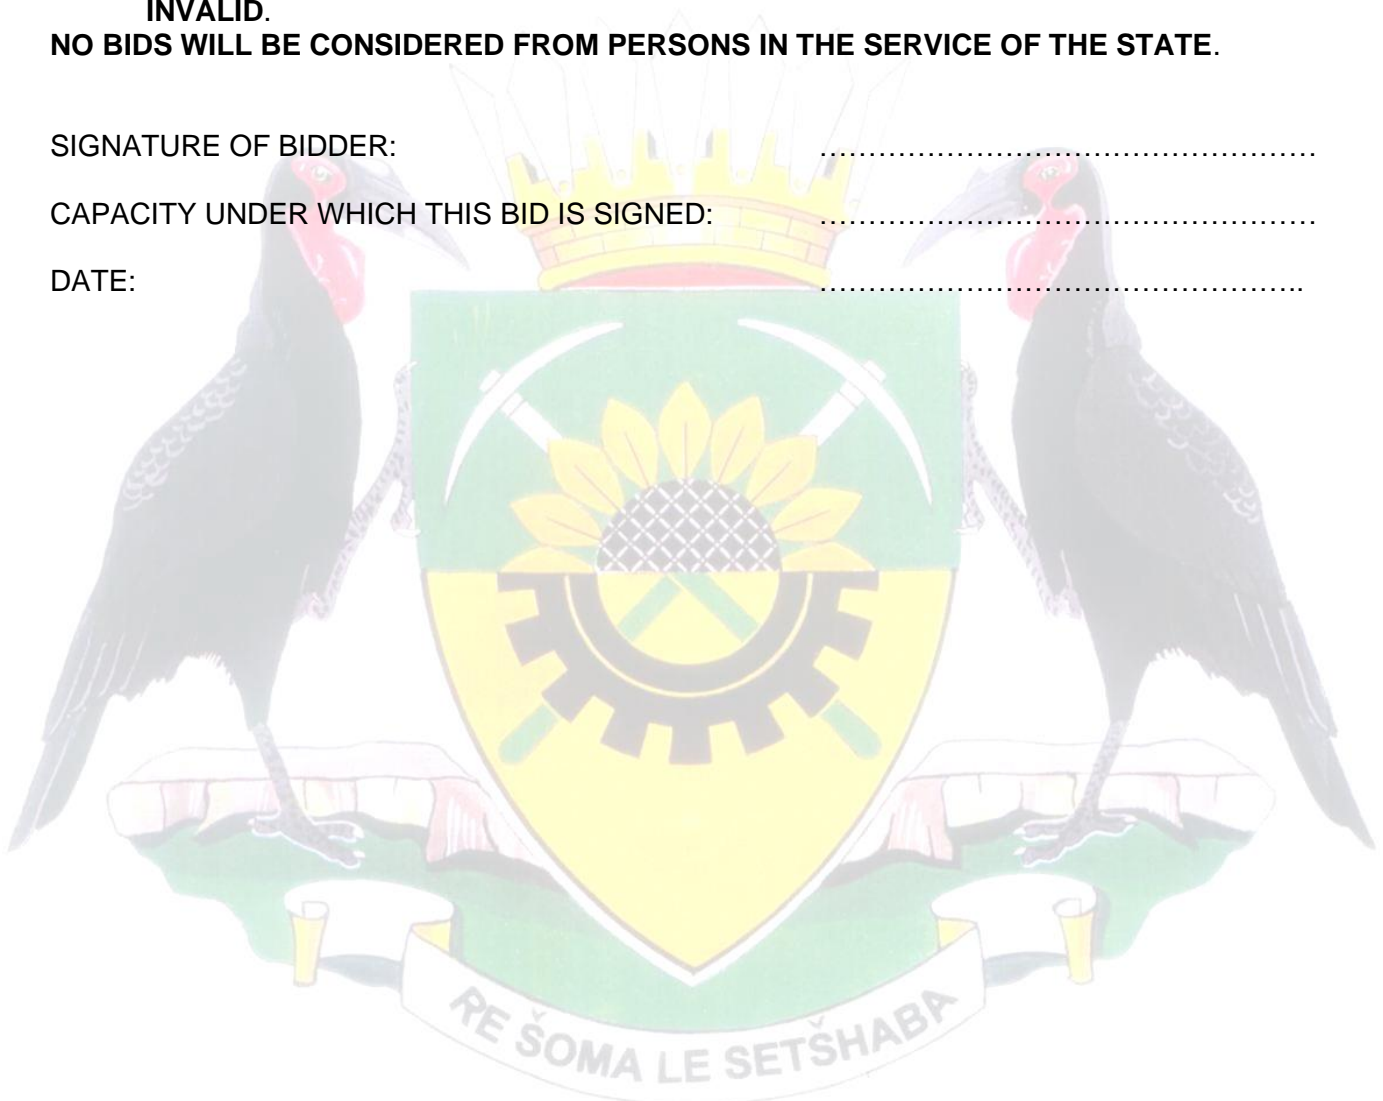 INVALID.
NO BIDS WILL BE CONSIDERED FROM PERSONS IN THE SERVICE OF THE STATE.
SIGNATURE OF BIDDER: ……………………………………………
CAPACITY UNDER WHICH THIS BID IS SIGNED: ……………………………………………
DATE: …………………………………………..
RE ŠOMA LE SETŠHABA